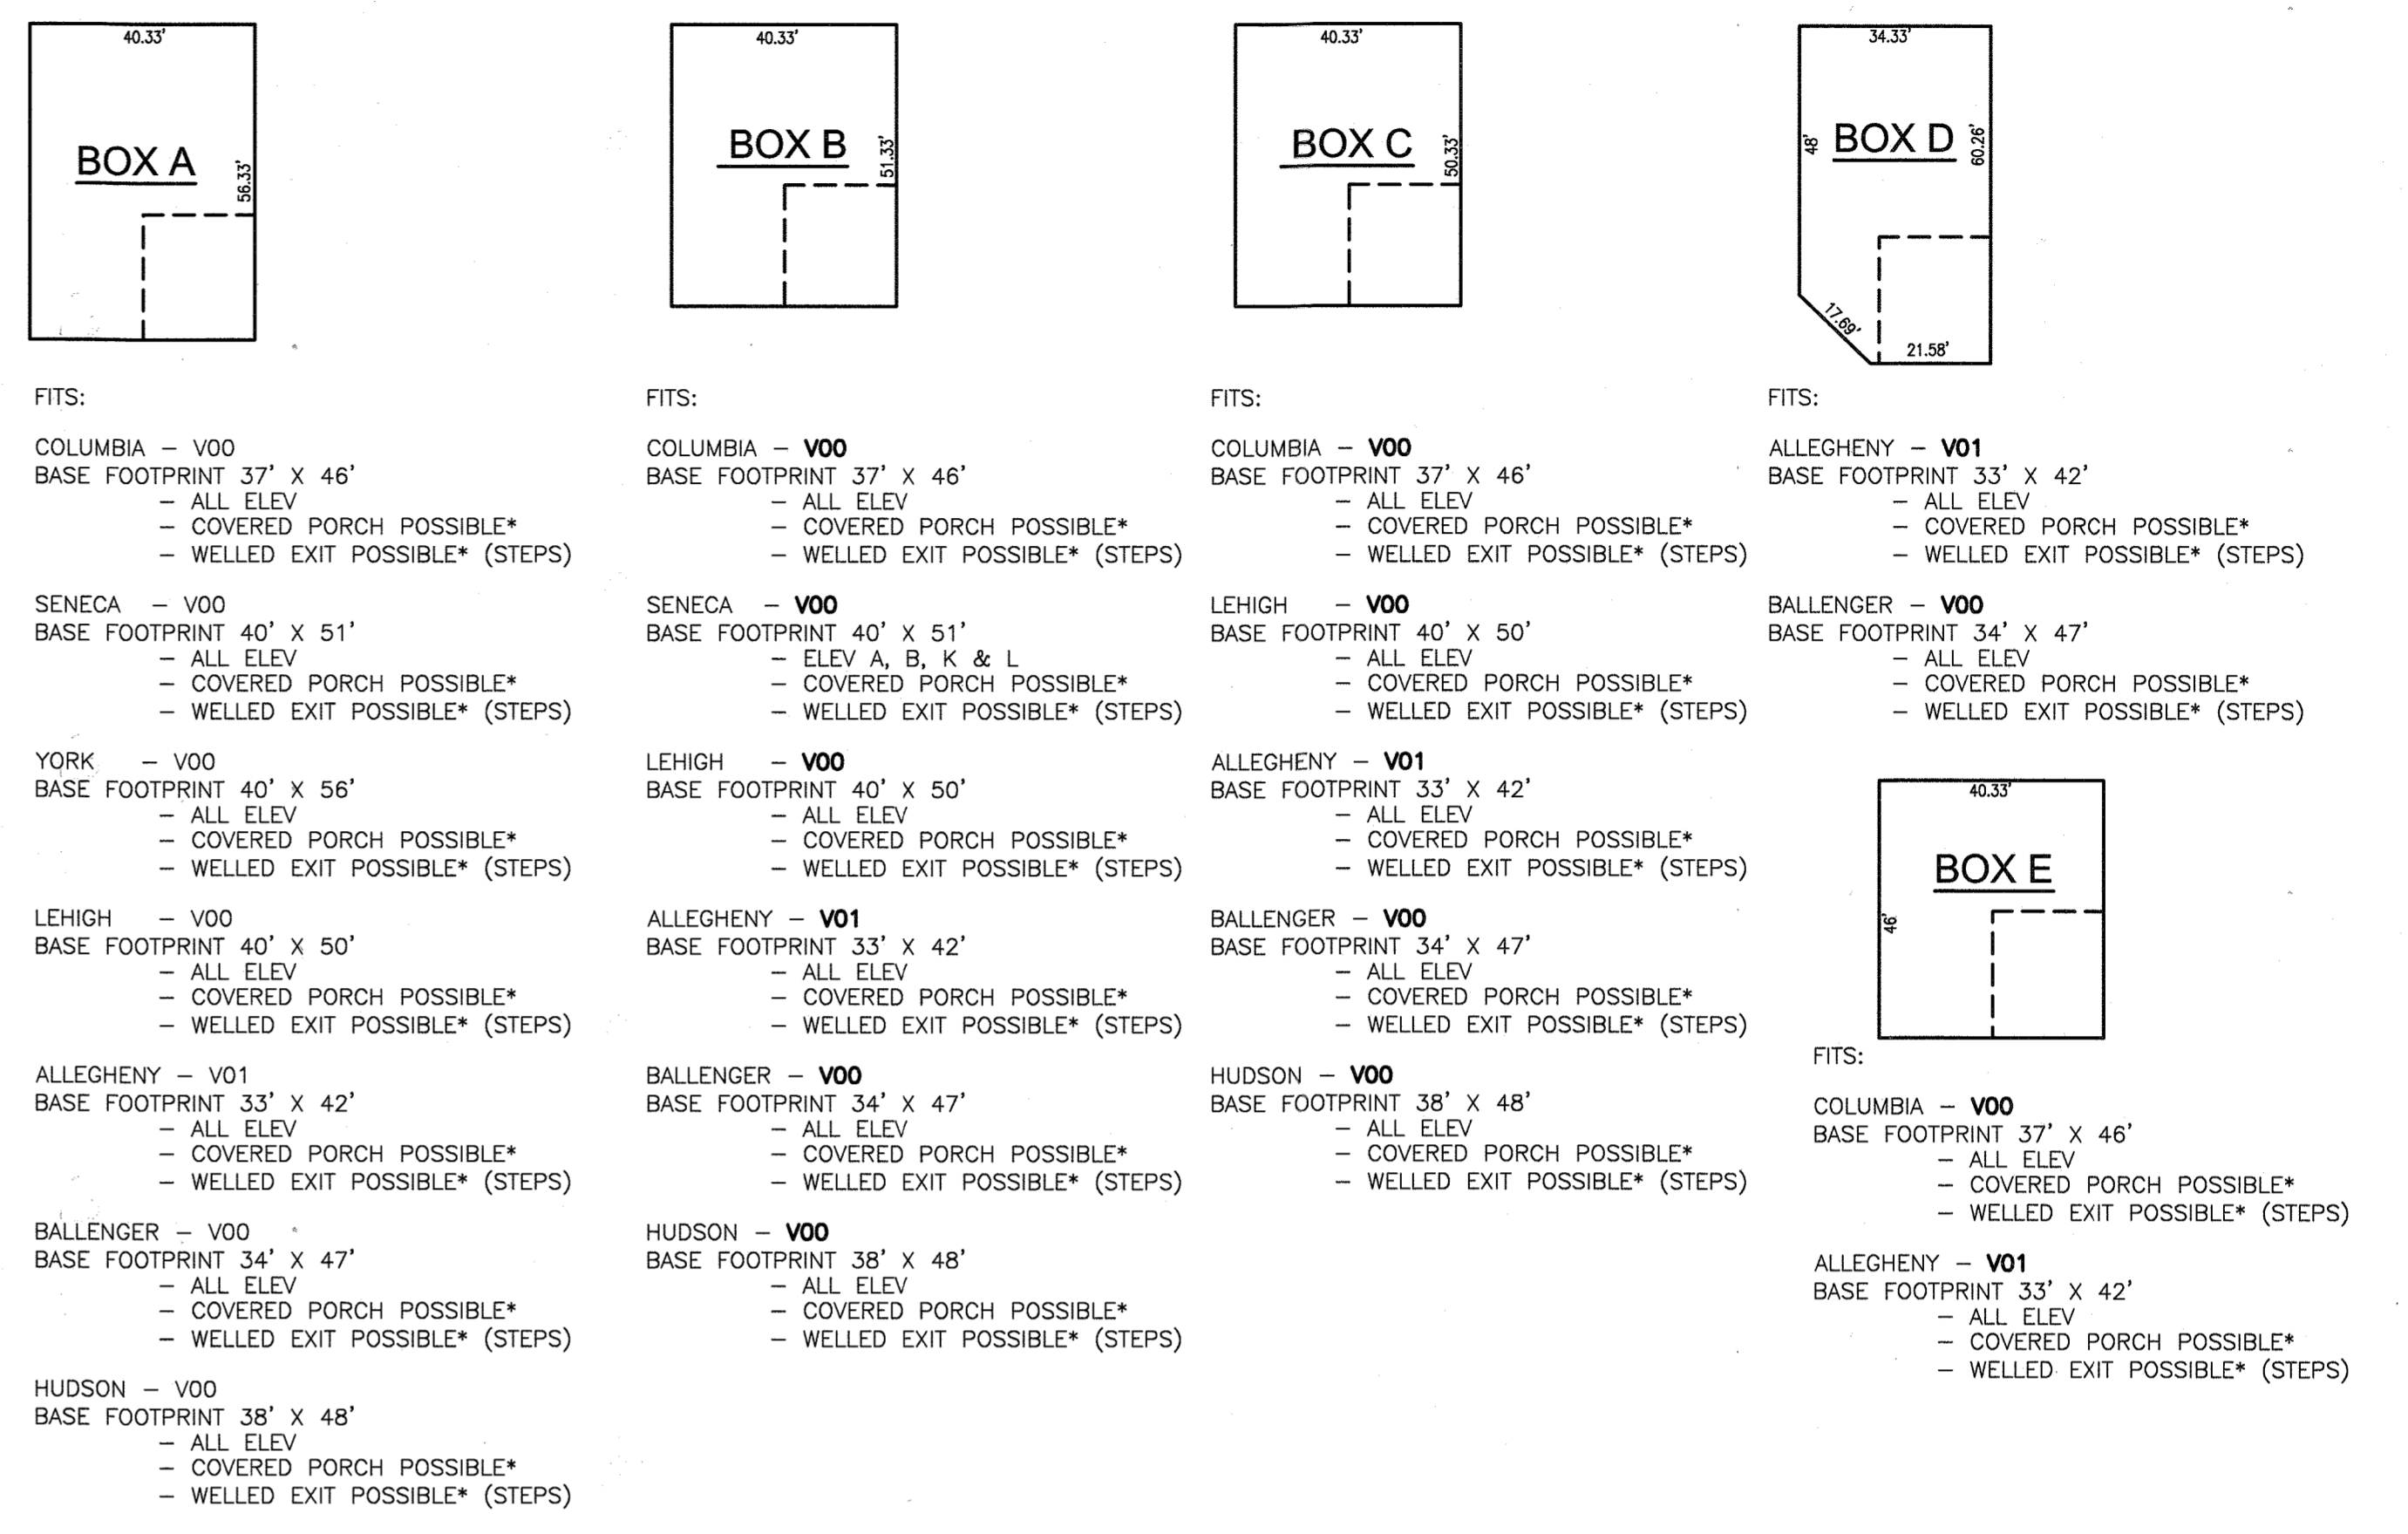 40.33'
BOX A
56.33'
FITS:
COLUMBIA – V00
BASE FOOTPRINT 37' X 46'
– ALL ELEV
– COVERED PORCH POSSIBLE*
– WELLED EXIT POSSIBLE* (STEPS)
SENECA – V00
BASE FOOTPRINT 40' X 51'
– ALL ELEV
– COVERED PORCH POSSIBLE*
– WELLED EXIT POSSIBLE* (STEPS)
YORK – V00
BASE FOOTPRINT 40' X 56'
– ALL ELEV
– COVERED PORCH POSSIBLE*
– WELLED EXIT POSSIBLE* (STEPS)
LEHIGH – V00
BASE FOOTPRINT 40' X 50'
– ALL ELEV
– COVERED PORCH POSSIBLE*
– WELLED EXIT POSSIBLE* (STEPS)
ALLEGHENY – V01
BASE FOOTPRINT 33' X 42'
– ALL ELEV
– COVERED PORCH POSSIBLE*
– WELLED EXIT POSSIBLE* (STEPS)
BALLENGER – V00
BASE FOOTPRINT 34' X 47'
– ALL ELEV
– COVERED PORCH POSSIBLE*
– WELLED EXIT POSSIBLE* (STEPS)
HUDSON – V00
BASE FOOTPRINT 38' X 48'
– ALL ELEV
– COVERED PORCH POSSIBLE*
– WELLED EXIT POSSIBLE* (STEPS)
40.33'
BOX B
51.33'
FITS:
COLUMBIA – V00
BASE FOOTPRINT 37' X 46'
– ALL ELEV
– COVERED PORCH POSSIBLE*
– WELLED EXIT POSSIBLE* (STEPS)
SENECA – V00
BASE FOOTPRINT 40' X 51'
– ELEV A, B, K & L
– COVERED PORCH POSSIBLE*
– WELLED EXIT POSSIBLE* (STEPS)
LEHIGH – V00
BASE FOOTPRINT 40' X 50'
– ALL ELEV
– COVERED PORCH POSSIBLE*
– WELLED EXIT POSSIBLE* (STEPS)
ALLEGHENY – V01
BASE FOOTPRINT 33' X 42'
– ALL ELEV
– COVERED PORCH POSSIBLE*
– WELLED EXIT POSSIBLE* (STEPS)
BALLENGER – V00
BASE FOOTPRINT 34' X 47'
– ALL ELEV
– COVERED PORCH POSSIBLE*
– WELLED EXIT POSSIBLE* (STEPS)
HUDSON – V00
BASE FOOTPRINT 38' X 48'
– ALL ELEV
– COVERED PORCH POSSIBLE*
– WELLED EXIT POSSIBLE* (STEPS)
40.33'
BOX C
50.33'
FITS:
COLUMBIA – V00
BASE FOOTPRINT 37' X 46'
– ALL ELEV
– COVERED PORCH POSSIBLE*
– WELLED EXIT POSSIBLE* (STEPS)
LEHIGH – V00
BASE FOOTPRINT 40' X 50'
– ALL ELEV
– COVERED PORCH POSSIBLE*
– WELLED EXIT POSSIBLE* (STEPS)
ALLEGHENY – V01
BASE FOOTPRINT 33' X 42'
– ALL ELEV
– COVERED PORCH POSSIBLE*
– WELLED EXIT POSSIBLE* (STEPS)
BALLENGER – V00
BASE FOOTPRINT 34' X 47'
– ALL ELEV
– COVERED PORCH POSSIBLE*
– WELLED EXIT POSSIBLE* (STEPS)
HUDSON – V00
BASE FOOTPRINT 38' X 48'
– ALL ELEV
– COVERED PORCH POSSIBLE*
– WELLED EXIT POSSIBLE* (STEPS)
34.33'
48'
BOX D
60.26'
17.69'
21.58'
FITS:
ALLEGHENY – V01
BASE FOOTPRINT 33' X 42'
– ALL ELEV
– COVERED PORCH POSSIBLE*
– WELLED EXIT POSSIBLE* (STEPS)
BALLENGER – V00
BASE FOOTPRINT 34' X 47'
– ALL ELEV
– COVERED PORCH POSSIBLE*
– WELLED EXIT POSSIBLE* (STEPS)
40.33'
BOX E
46'
FITS:
COLUMBIA – V00
BASE FOOTPRINT 37' X 46'
– ALL ELEV
– COVERED PORCH POSSIBLE*
– WELLED EXIT POSSIBLE* (STEPS)
ALLEGHENY – V01
BASE FOOTPRINT 33' X 42'
– ALL ELEV
– COVERED PORCH POSSIBLE*
– WELLED EXIT POSSIBLE* (STEPS)